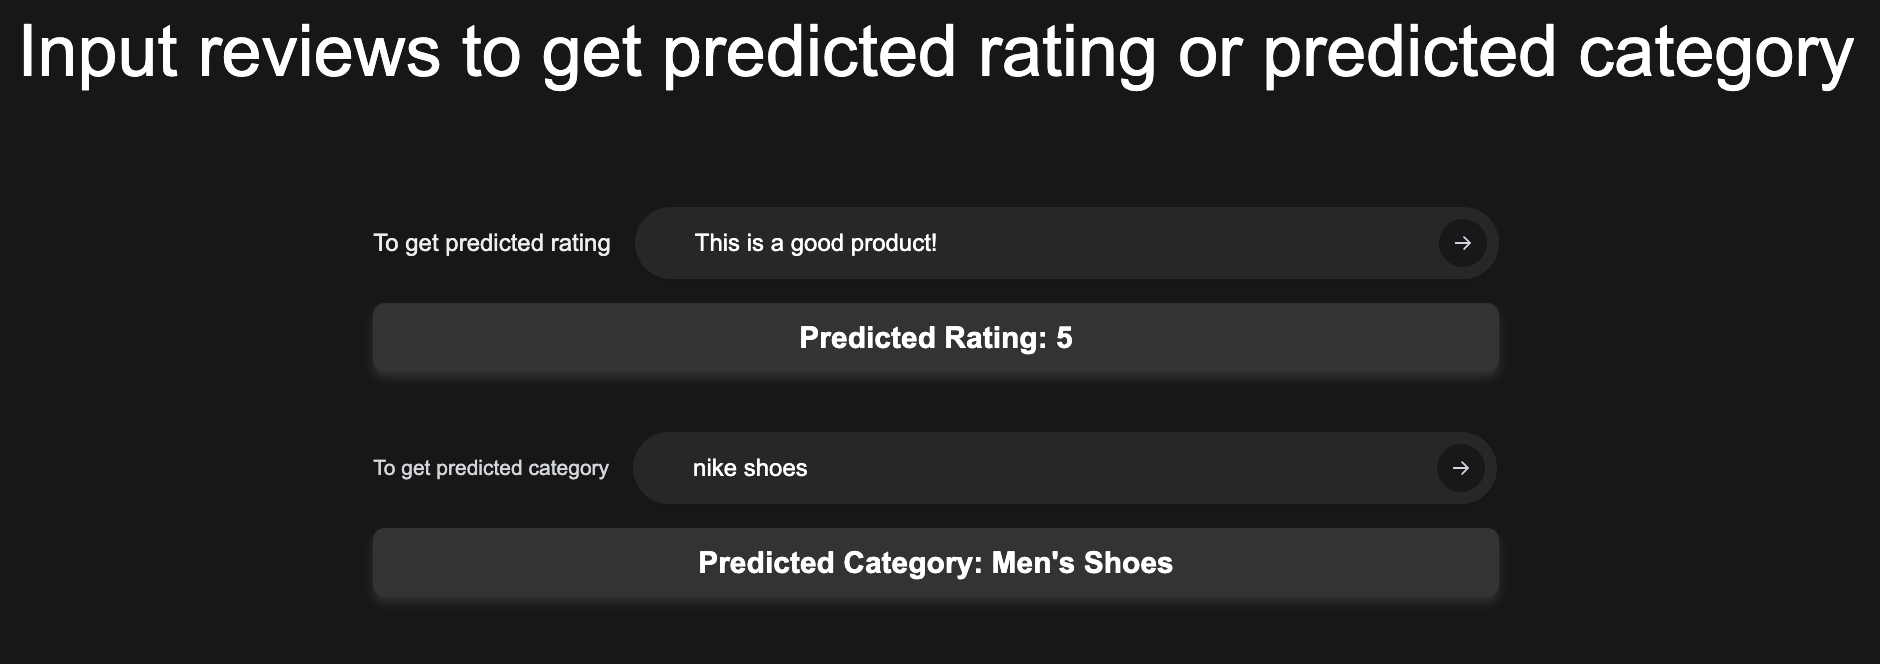 Input reviews to get predicted rating or predicted category
To get predicted rating
This is a good product!
Predicted Rating: 5
To get predicted category
nike shoes
Predicted Category: Men's Shoes